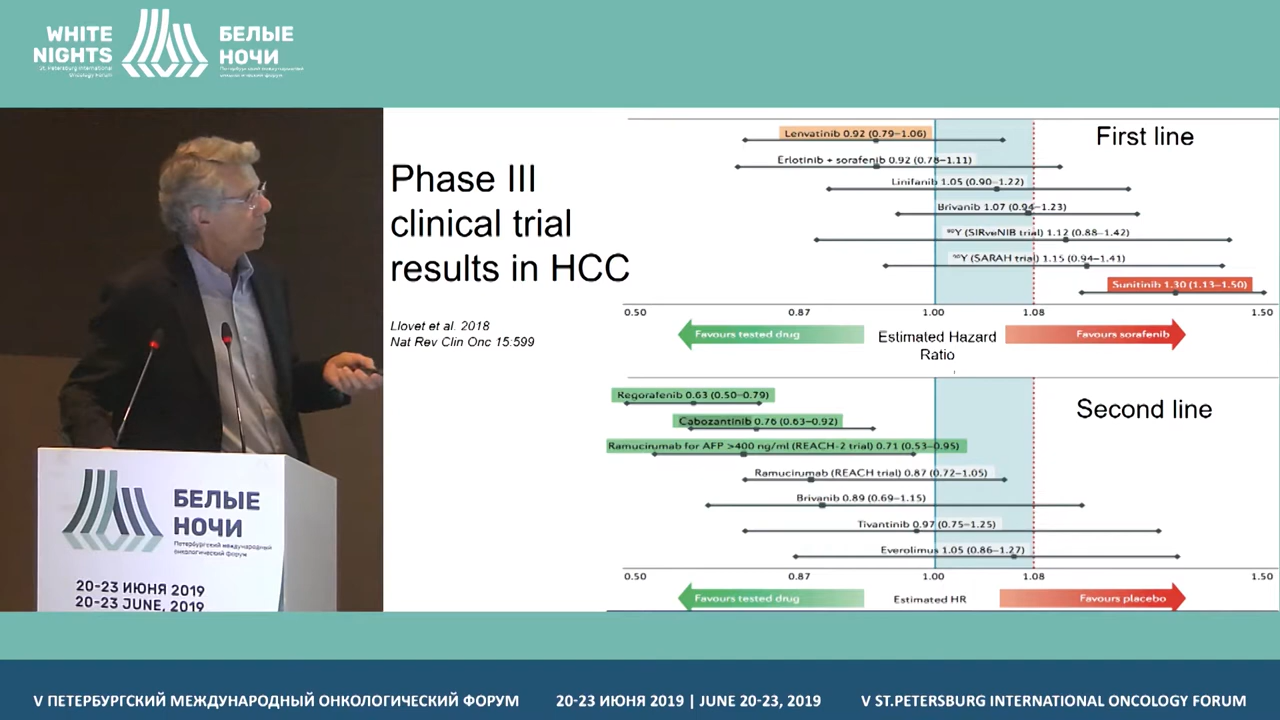 WHITE
NIGHTS
St. Petersburg International
Oncology Forum
БЕЛЫЕ
НОЧИ
Петербургский международный
онкологический форум
Phase III
clinical trial
results in HCC
Llovet et al. 2018
Nat Rev Clin Onc 15:599
First line
Lenvatinib 0.92 (0.79–1.06)
Erlotinib + sorafenib 0.92 (0.78–1.11)
Linifanib 1.05 (0.90–1.22)
Brivanib 1.07 (0.94–1.23)
⁹⁰Y (SIRveNIB trial) 1.12 (0.88–1.42)
⁹⁰Y (SARAH trial) 1.15 (0.94–1.41)
Sunitinib 1.30 (1.13–1.50)
0.50 0.87 1.00 1.08 1.50
Favours tested drug
Estimated Hazard
Ratio
Favours sorafenib
Second line
Regorafenib 0.63 (0.50–0.79)
Cabozantinib 0.76 (0.63–0.92)
Ramucirumab for AFP >400 ng/ml (REACH-2 trial) 0.71 (0.53–0.95)
Ramucirumab (REACH trial) 0.87 (0.72–1.05)
Brivanib 0.89 (0.69–1.15)
Tivantinib 0.97 (0.75–1.25)
Everolimus 1.05 (0.86–1.27)
0.50 0.87 1.00 1.08 1.50
Favours tested drug
Estimated HR
Favours placebo
БЕЛЫЕ
НОЧИ
Петербургский международный
онкологический форум
20-23 ИЮНЯ 2019
20-23 JUNE, 2019
V ПЕТЕРБУРГСКИЙ МЕЖДУНАРОДНЫЙ ОНКОЛОГИЧЕСКИЙ ФОРУМ
20-23 ИЮНЯ 2019 | JUNE 20-23, 2019
V ST.PETERSBURG INTERNATIONAL ONCOLOGY FORUM